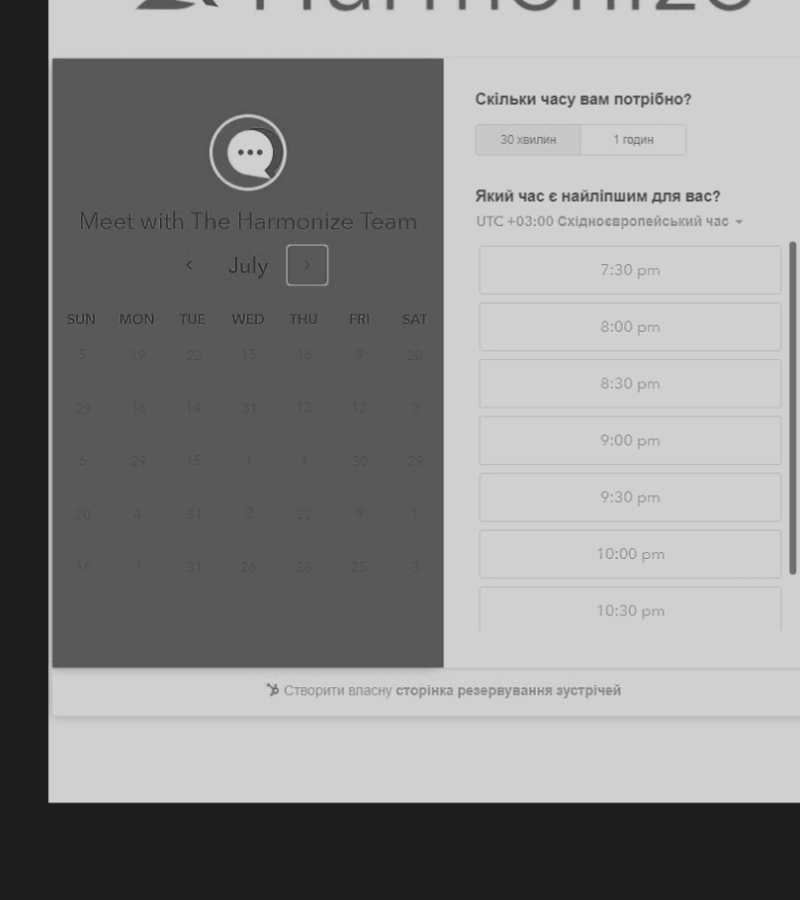 Harmonize
Meet with The Harmonize Team
July
SUN MON TUE WED THU FRI SAT
5 19 22 15 16 9 20
29 16 14 31 13 12 3
6 29 15 1 1 30 29
20 4 31 2 22 9 1
16 1 31 26 28 25 3
Скільки часу вам потрібно?
30 хвилин 1 годин
Який час є найліпшим для вас?
UTC +03:00 Східноєвропейський час
7:30 pm
8:00 pm
8:30 pm
9:00 pm
9:30 pm
10:00 pm
10:30 pm
Створити власну сторінка резервування зустрічей